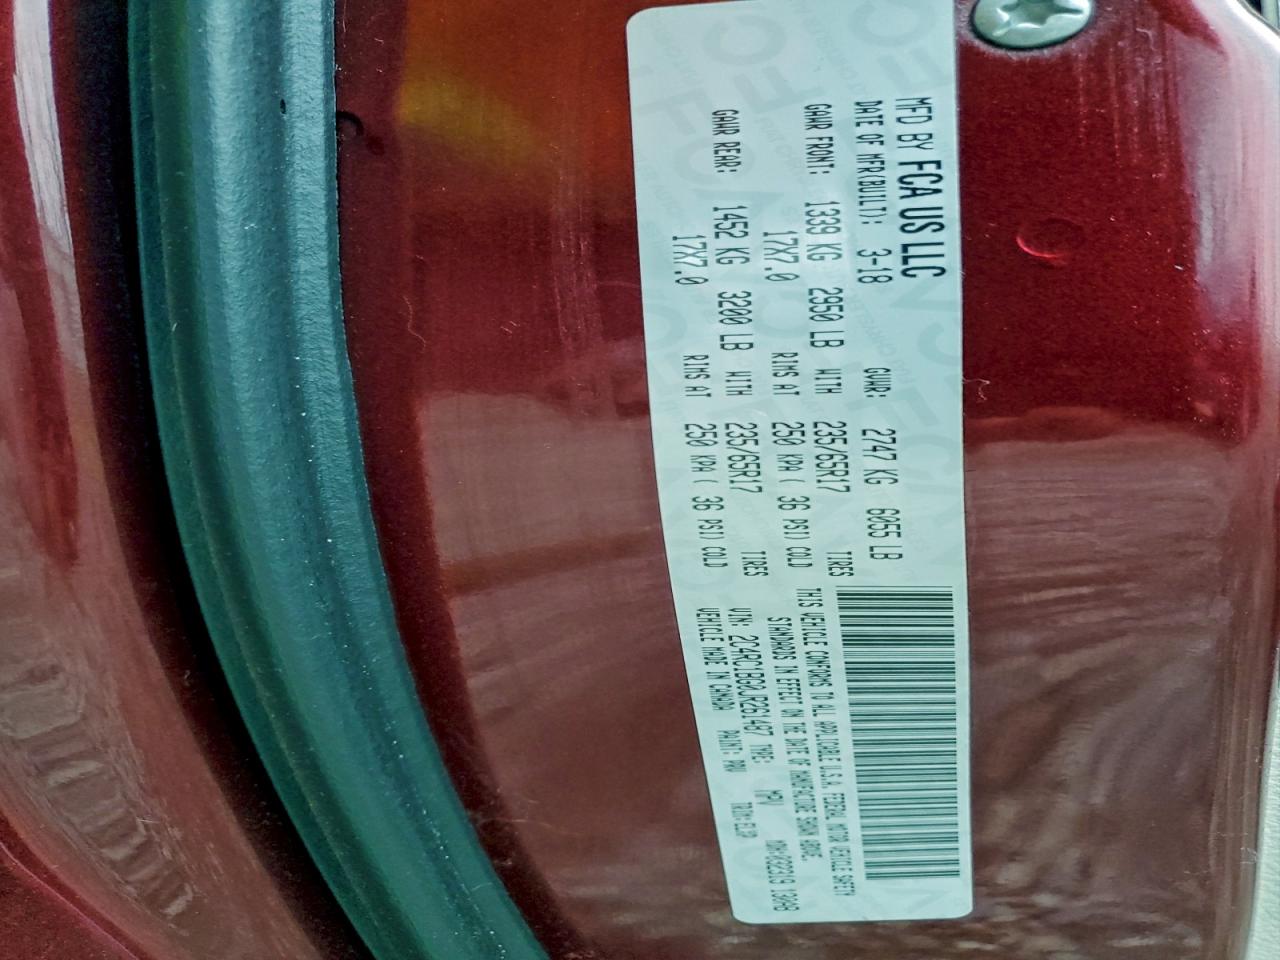 MFD BY FCA US LLC
DATE OF MFR(BUILT): 3-18 GVWR: 2747 KG 6055 LB
GAWR FRONT: 1339 KG 2950 LB WITH 235/65R17 TIRES
17X7.0 RIMS AT 250 KPA ( 36 PSI) COLD
GAWR REAR: 1452 KG 3200 LB WITH 235/65R17 TIRES
17X7.0 RIMS AT 250 KPA ( 36 PSI) COLD
THIS VEHICLE CONFORMS TO ALL APPLICABLE U.S.A. FEDERAL MOTOR VEHICLE SAFETY
STANDARDS IN EFFECT ON THE DATE OF MANUFACTURE SHOWN ABOVE.
VIN: 2C4RC1BG0JR261497 TYPE: MPV
VEHICLE MADE IN CANADA PAINT: PRV